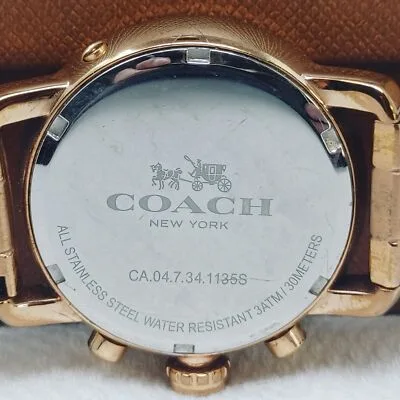 COACH
NEW YORK
CA.04.7.34.1135S
ALL STAINLESS STEEL WATER RESISTANT 3ATM / 30METERS